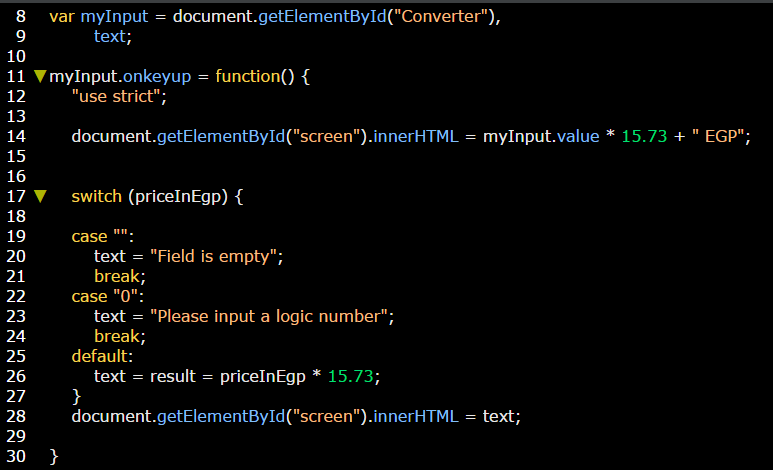 8 var myInput = document.getElementById("Converter"),
9 text;
10
11 myInput.onkeyup = function() {
12 "use strict";
13
14 document.getElementById("screen").innerHTML = myInput.value * 15.73 + " EGP";
15
16
17 switch (priceInEgp) {
18
19 case "":
20 text = "Field is empty";
21 break;
22 case "0":
23 text = "Please input a logic number";
24 break;
25 default:
26 text = result = priceInEgp * 15.73;
27 }
28 document.getElementById("screen").innerHTML = text;
29
30 }